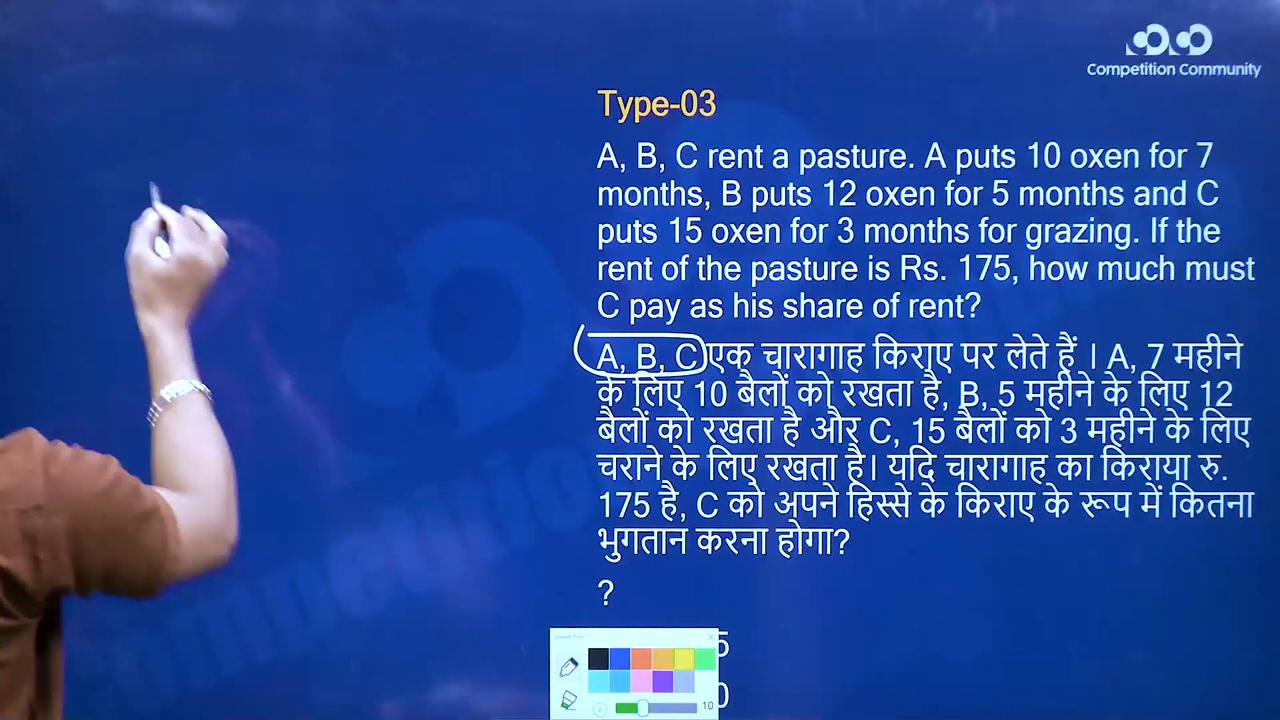 Competition Community
Type-03
A, B, C rent a pasture. A puts 10 oxen for 7
months, B puts 12 oxen for 5 months and C
puts 15 oxen for 3 months for grazing. If the
rent of the pasture is Rs. 175, how much must
C pay as his share of rent?
A, B, C एक चारागाह किराए पर लेते हैं । A, 7 महीने
के लिए 10 बैलों को रखता है, B, 5 महीने के लिए 12
बैलों को रखता है और C, 15 बैलों को 3 महीने के लिए
चराने के लिए रखता है। यदि चारागाह का किराया रु.
175 है, C को अपने हिस्से के किराए के रूप में कितना
भुगतान करना होगा?
?
5
0
10